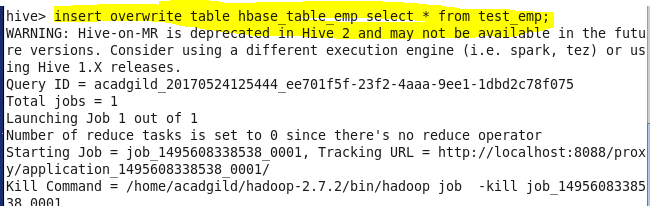 hive> insert overwrite table hbase_table_emp select * from test_emp;
WARNING: Hive-on-MR is deprecated in Hive 2 and may not be available in the futu
re versions. Consider using a different execution engine (i.e. spark, tez) or us
ing Hive 1.X releases.
Query ID = acadgild_20170524125444_ee701f5f-23f2-4aaa-9ee1-1dbd2c78f075
Total jobs = 1
Launching Job 1 out of 1
Number of reduce tasks is set to 0 since there's no reduce operator
Starting Job = job_1495608338538_0001, Tracking URL = http://localhost:8088/prox
y/application_1495608338538_0001/
Kill Command = /home/acadgild/hadoop-2.7.2/bin/hadoop job  -kill job_14956083385
38_0001